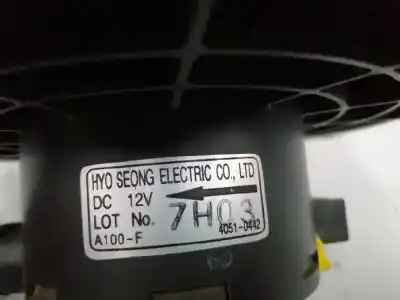 HYO SEONG ELECTRIC CO., LTD
DC 12V
LOT No. 7H03
A100-F 4051-0442